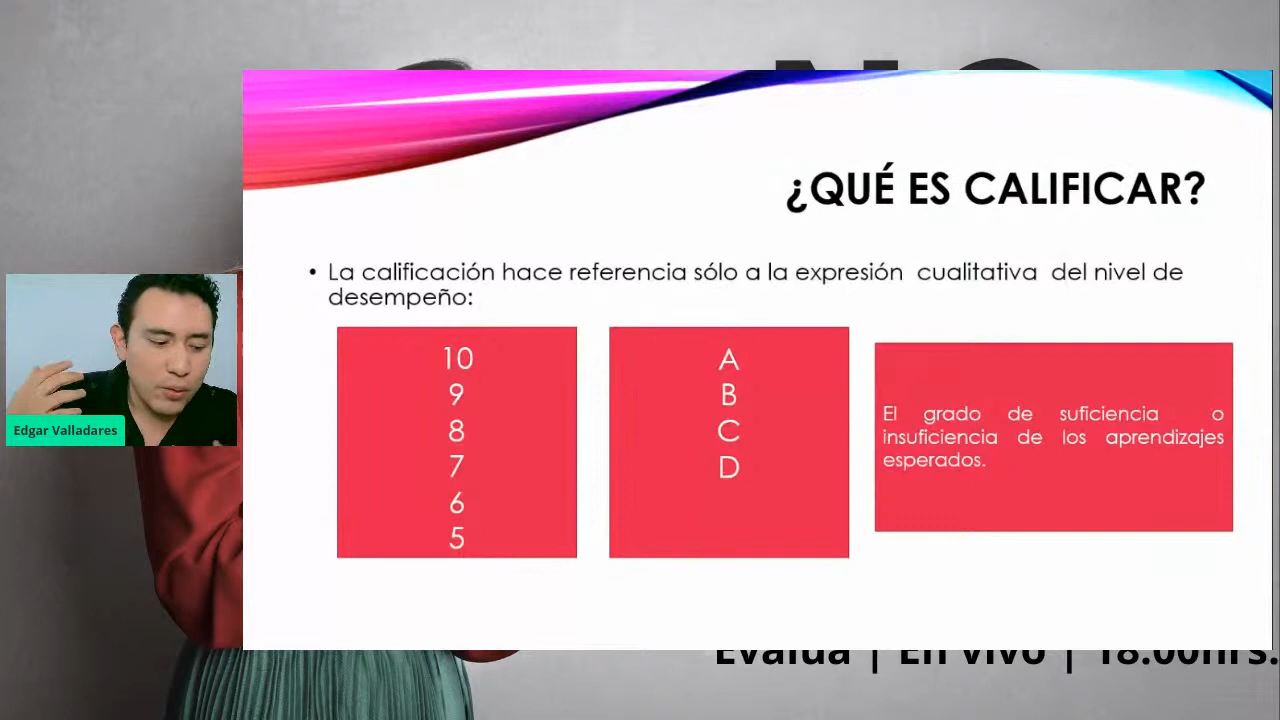 ¿QUÉ ES CALIFICAR?
• La calificación hace referencia sólo a la expresión cualitativa del nivel de
desempeño:
10
9
8
7
6
5
A
B
C
D
El grado de suficiencia o
insuficiencia de los aprendizajes
esperados.
Edgar Valladares
Evalúa | En vivo | 18:00hrs.